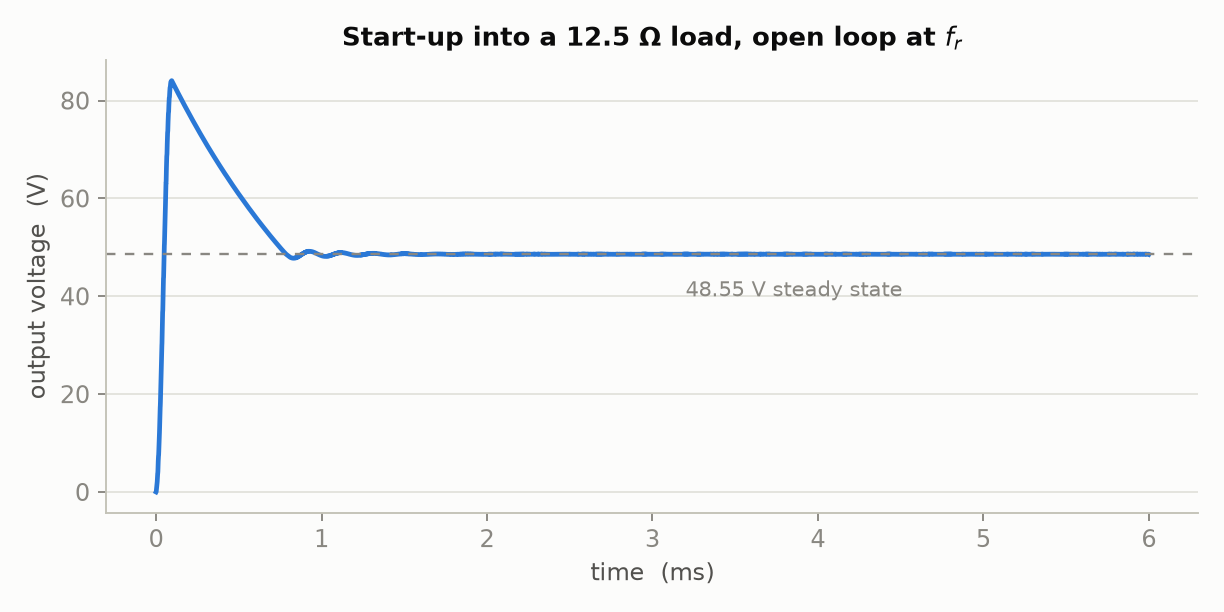 Start-up into a 12.5 Ω load, open loop at fr
output voltage (V)
80
60
40
20
0
48.55 V steady state
0 1 2 3 4 5 6
time (ms)